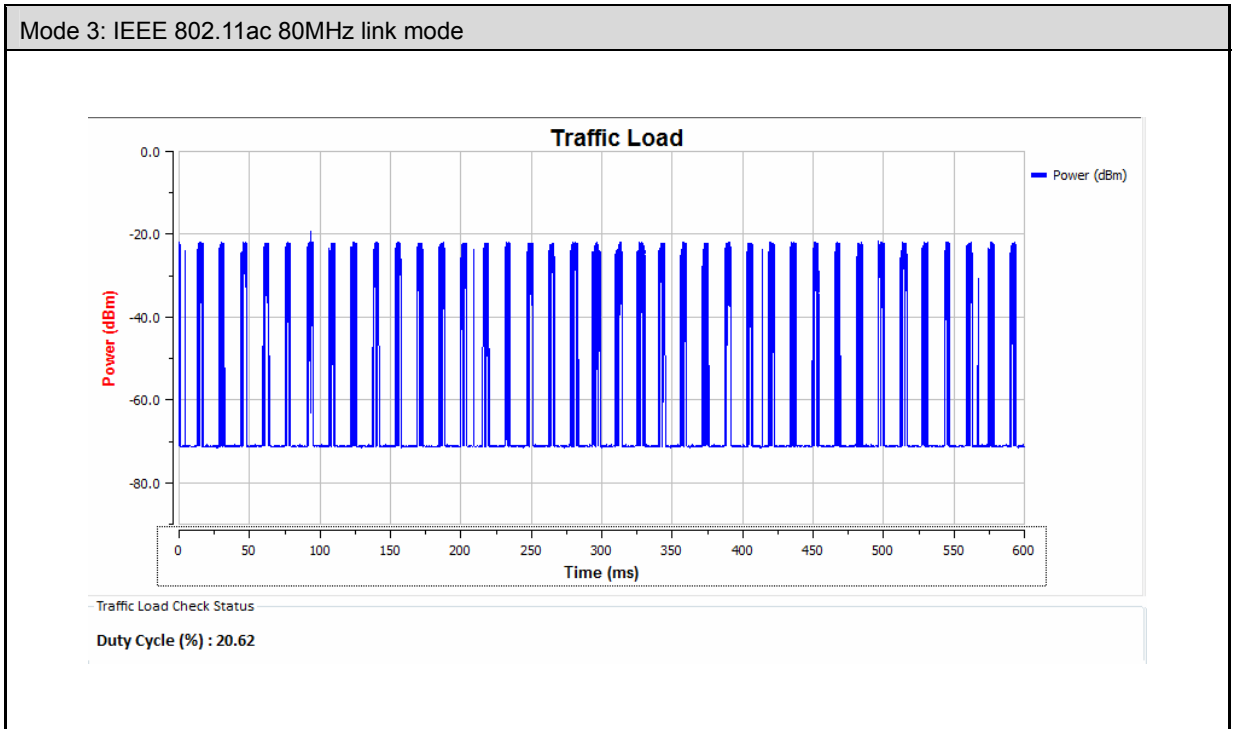 Mode 3: IEEE 802.11ac 80MHz link mode
Traffic Load
0.0
-20.0
-40.0
-60.0
-80.0
Power (dBm)
Power (dBm)
0 50 100 150 200 250 300 350 400 450 500 550 600
Time (ms)
Traffic Load Check Status
Duty Cycle (%) : 20.62